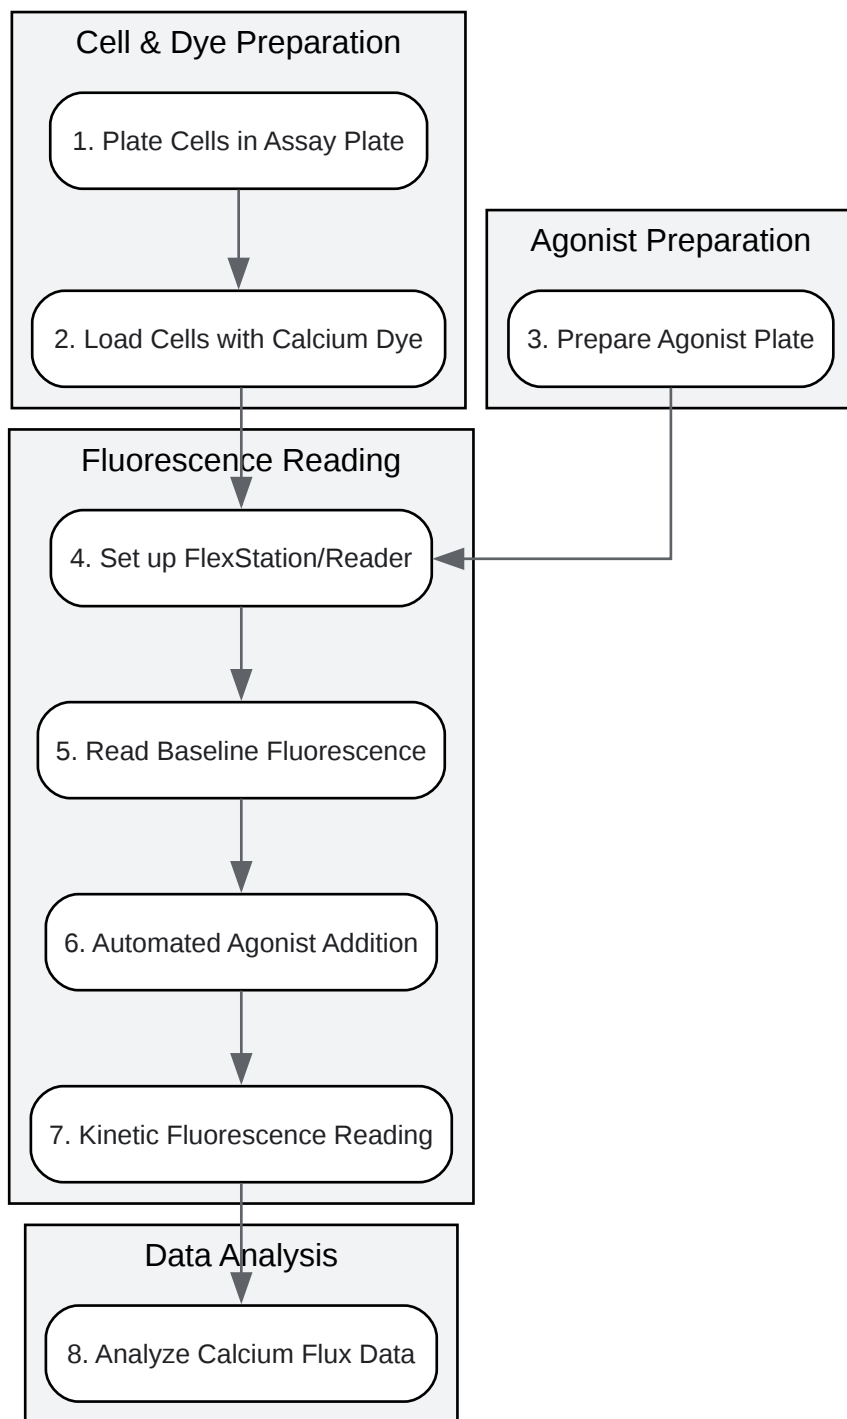 Cell & Dye Preparation
1. Plate Cells in Assay Plate
2. Load Cells with Calcium Dye
Agonist Preparation
3. Prepare Agonist Plate
Fluorescence Reading
4. Set up FlexStation/Reader
5. Read Baseline Fluorescence
6. Automated Agonist Addition
7. Kinetic Fluorescence Reading
Data Analysis
8. Analyze Calcium Flux Data